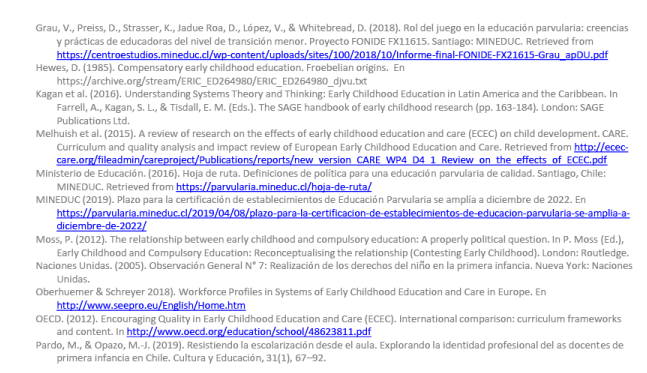 Grau, V., Preiss, D., Strasser, K., Jadue Roa, D., López, V., & Whitebread, D. (2018). Rol del juego en la educación parvularia: creencias
y prácticas de educadoras del nivel de transición menor. Proyecto FONIDE FX11615. Santiago: MINEDUC. Retrieved from
https://centroestudios.mineduc.cl/wp-content/uploads/sites/100/2018/10/Informe-final-FONIDE-FX21615-Grau_apDU.pdf
Hewes, D. (1985). Compensatory early childhood education. Froebelian origins. En
https://archive.org/stream/ERIC_ED264980/ERIC_ED264980_djvu.txt
Kagan et al. (2016). Understanding Systems Theory and Thinking: Early Childhood Education in Latin America and the Caribbean. In
Farrell, A., Kagan, S. L., & Tisdall, E. M. (Eds.). The SAGE handbook of early childhood research (pp. 163-184). London: SAGE
Publications Ltd.
Melhuish et al. (2015). A review of research on the effects of early childhood education and care (ECEC) on child development. CARE.
Curriculum and quality analysis and impact review of European Early Childhood Education and Care. Retrieved from http://ecec-
care.org/fileadmin/careproject/Publications/reports/new_version_CARE_WP4_D4_1_Review_on_the_effects_of_ECEC.pdf
Ministerio de Educación. (2016). Hoja de ruta. Definiciones de política para una educación parvularia de calidad. Santiago, Chile:
MINEDUC. Retrieved from https://parvularia.mineduc.cl/hoja-de-ruta/
MINEDUC (2019). Plazo para la certificación de establecimientos de Educación Parvularia se amplía a diciembre de 2022. En
https://parvularia.mineduc.cl/2019/04/08/plazo-para-la-certificacion-de-establecimientos-de-educacion-parvularia-se-amplia-a-
diciembre-de-2022/
Moss, P. (2012). The relationship between early childhood and compulsory education: A properly political question. In P. Moss (Ed.),
Early Childhood and Compulsory Education: Reconceptualising the relationship (Contesting Early Childhood). London: Routledge.
Naciones Unidas. (2005). Observación General N° 7: Realización de los derechos del niño en la primera infancia. Nueva York: Naciones
Unidas.
Oberhuemer & Schreyer 2018). Workforce Profiles in Systems of Early Childhood Education and Care in Europe. En
http://www.seepro.eu/English/Home.htm
OECD. (2012). Encouraging Quality in Early Childhood Education and Care (ECEC). International comparison: curriculum frameworks
and content. In http://www.oecd.org/education/school/48623811.pdf
Pardo, M., & Opazo, M.-J. (2019). Resistiendo la escolarización desde el aula. Explorando la identidad profesional del as docentes de
primera infancia en Chile. Cultura y Educación, 31(1), 67–92.